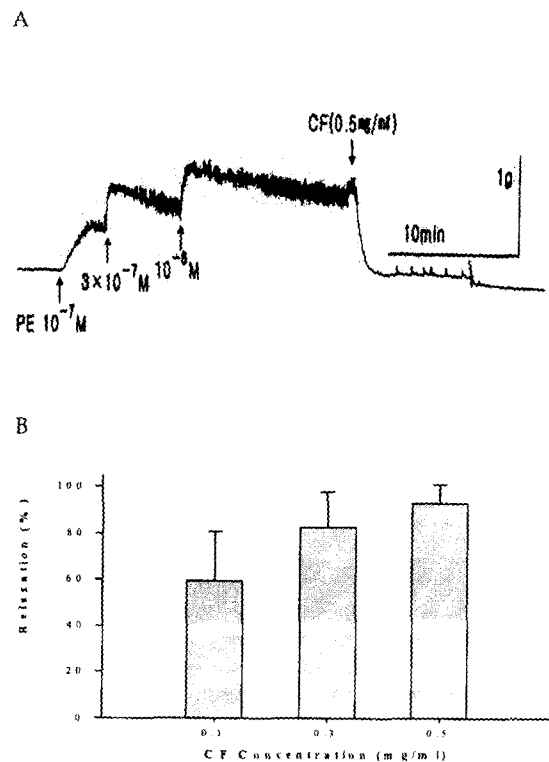 A
CF(0.5mg/ml)
1g
10min
PE 10⁻⁷M
3×10⁻⁷M
10⁻⁶M
B
Relaxation (%)
100
80
60
40
20
0
0.1
0.3
0.5
CF Concentration (mg/ml)